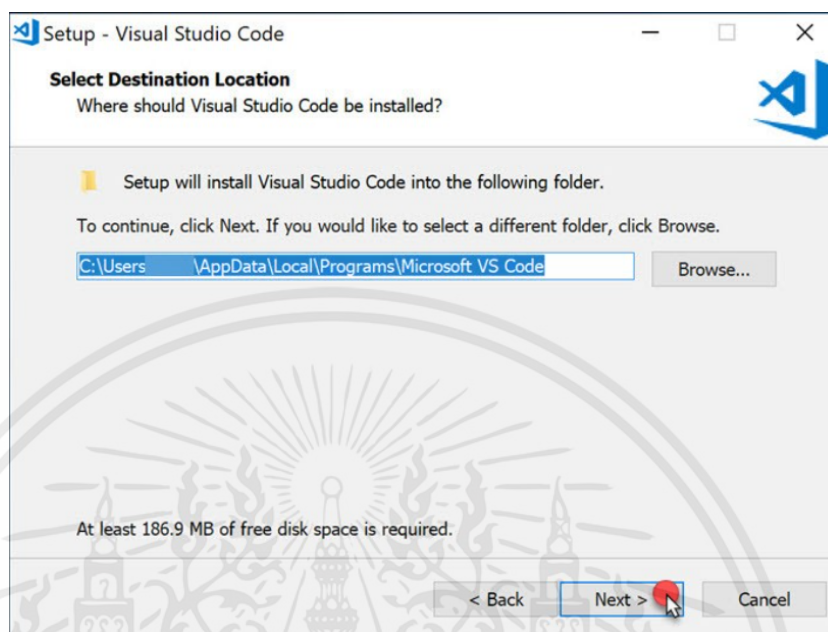 Setup - Visual Studio Code
Select Destination Location
Where should Visual Studio Code be installed?
Setup will install Visual Studio Code into the following folder.
To continue, click Next. If you would like to select a different folder, click Browse.
C:\Users \AppData\Local\Programs\Microsoft VS Code
Browse...
At least 186.9 MB of free disk space is required.
< Back Next > Cancel